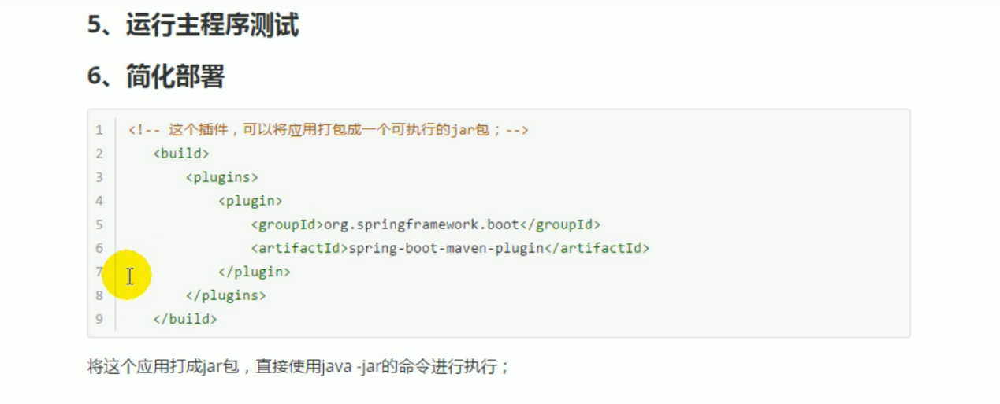 5、运行主程序测试
6、简化部署
1 <!-- 这个插件，可以将应用打包成一个可执行的jar包；-->
2 <build>
3 <plugins>
4 <plugin>
5 <groupId>org.springframework.boot</groupId>
6 <artifactId>spring-boot-maven-plugin</artifactId>
7 </plugin>
8 </plugins>
9 </build>
将这个应用打成jar包，直接使用java -jar的命令进行执行；